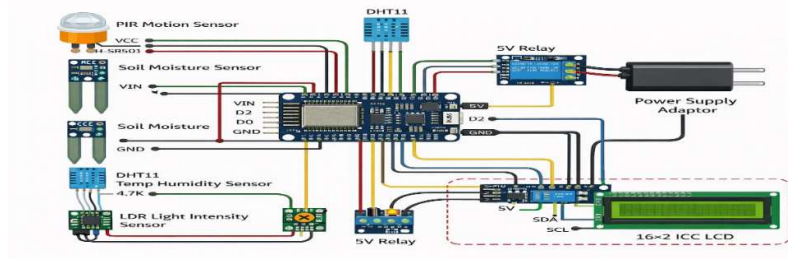 PIR Motion Sensor
VCC
H-SR501
Soil Moisture Sensor
VIN
Soil Moisture
GND
DHT11
Temp Humidity Sensor
4.7K
LDR Light Intensity
Sensor
DHT11
VIN
D2
D0
GND
5V Relay
5V
D2
GND
Power Supply
Adaptor
5V Relay
5V
SDA
SCL
16×2 ICC LCD